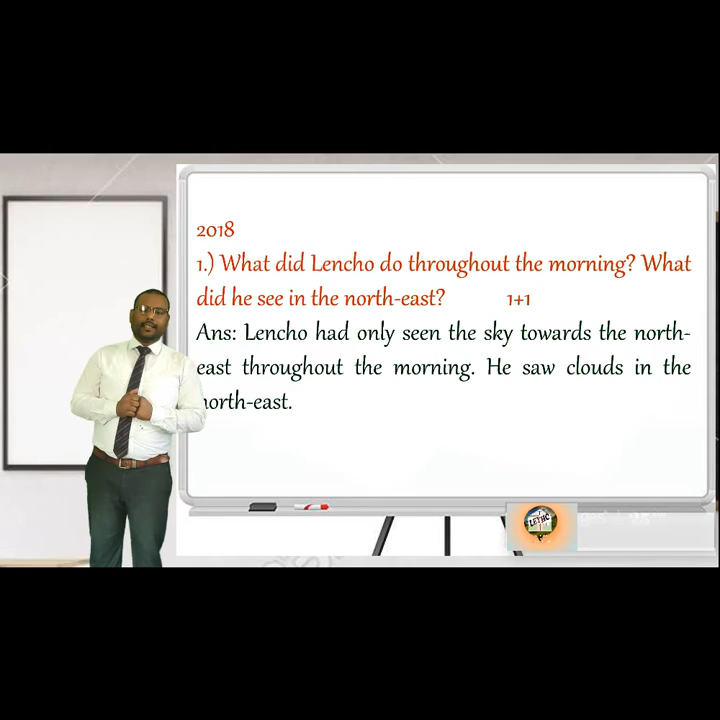 2018
1.) What did Lencho do throughout the morning? What
did he see in the north-east? 1+1
Ans: Lencho had only seen the sky towards the north-
east throughout the morning. He saw clouds in the
north-east.
LETHC